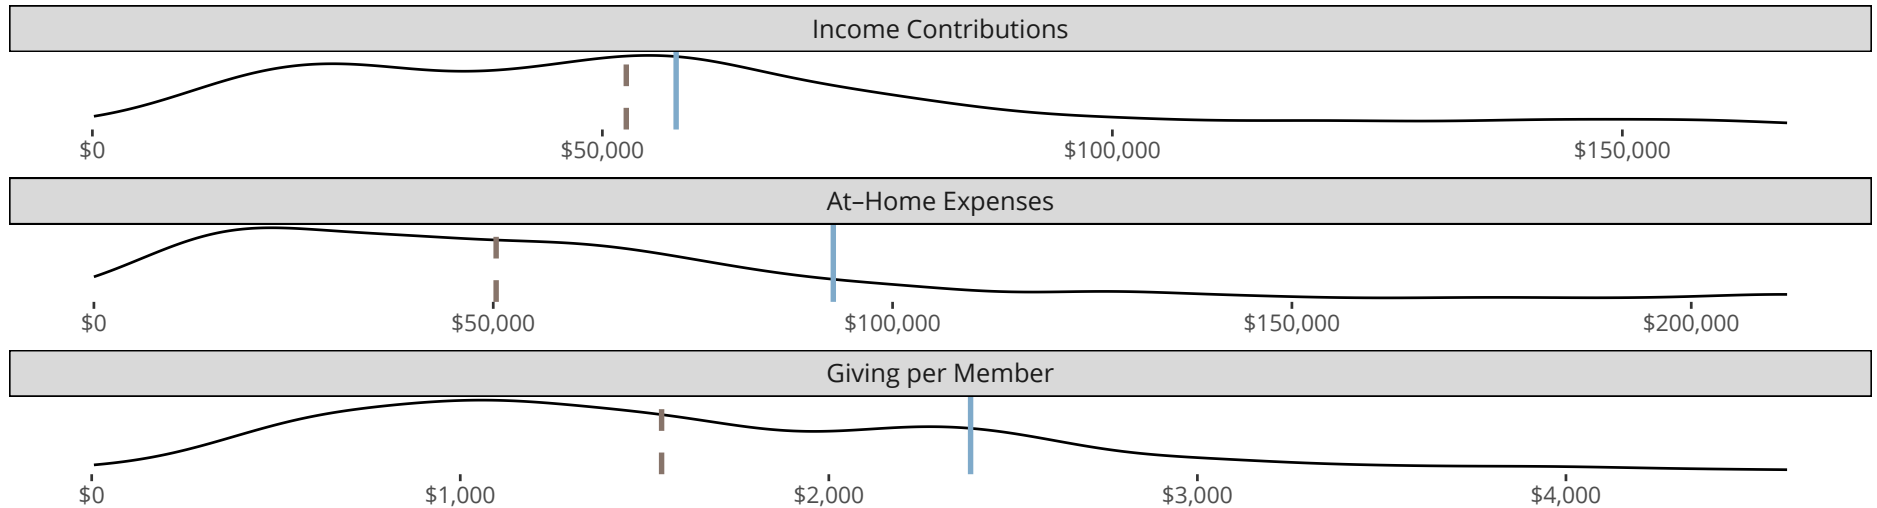 Income Contributions
$0 $50,000 $100,000 $150,000
At–Home Expenses
$0 $50,000 $100,000 $150,000 $200,000
Giving per Member
$0 $1,000 $2,000 $3,000 $4,000